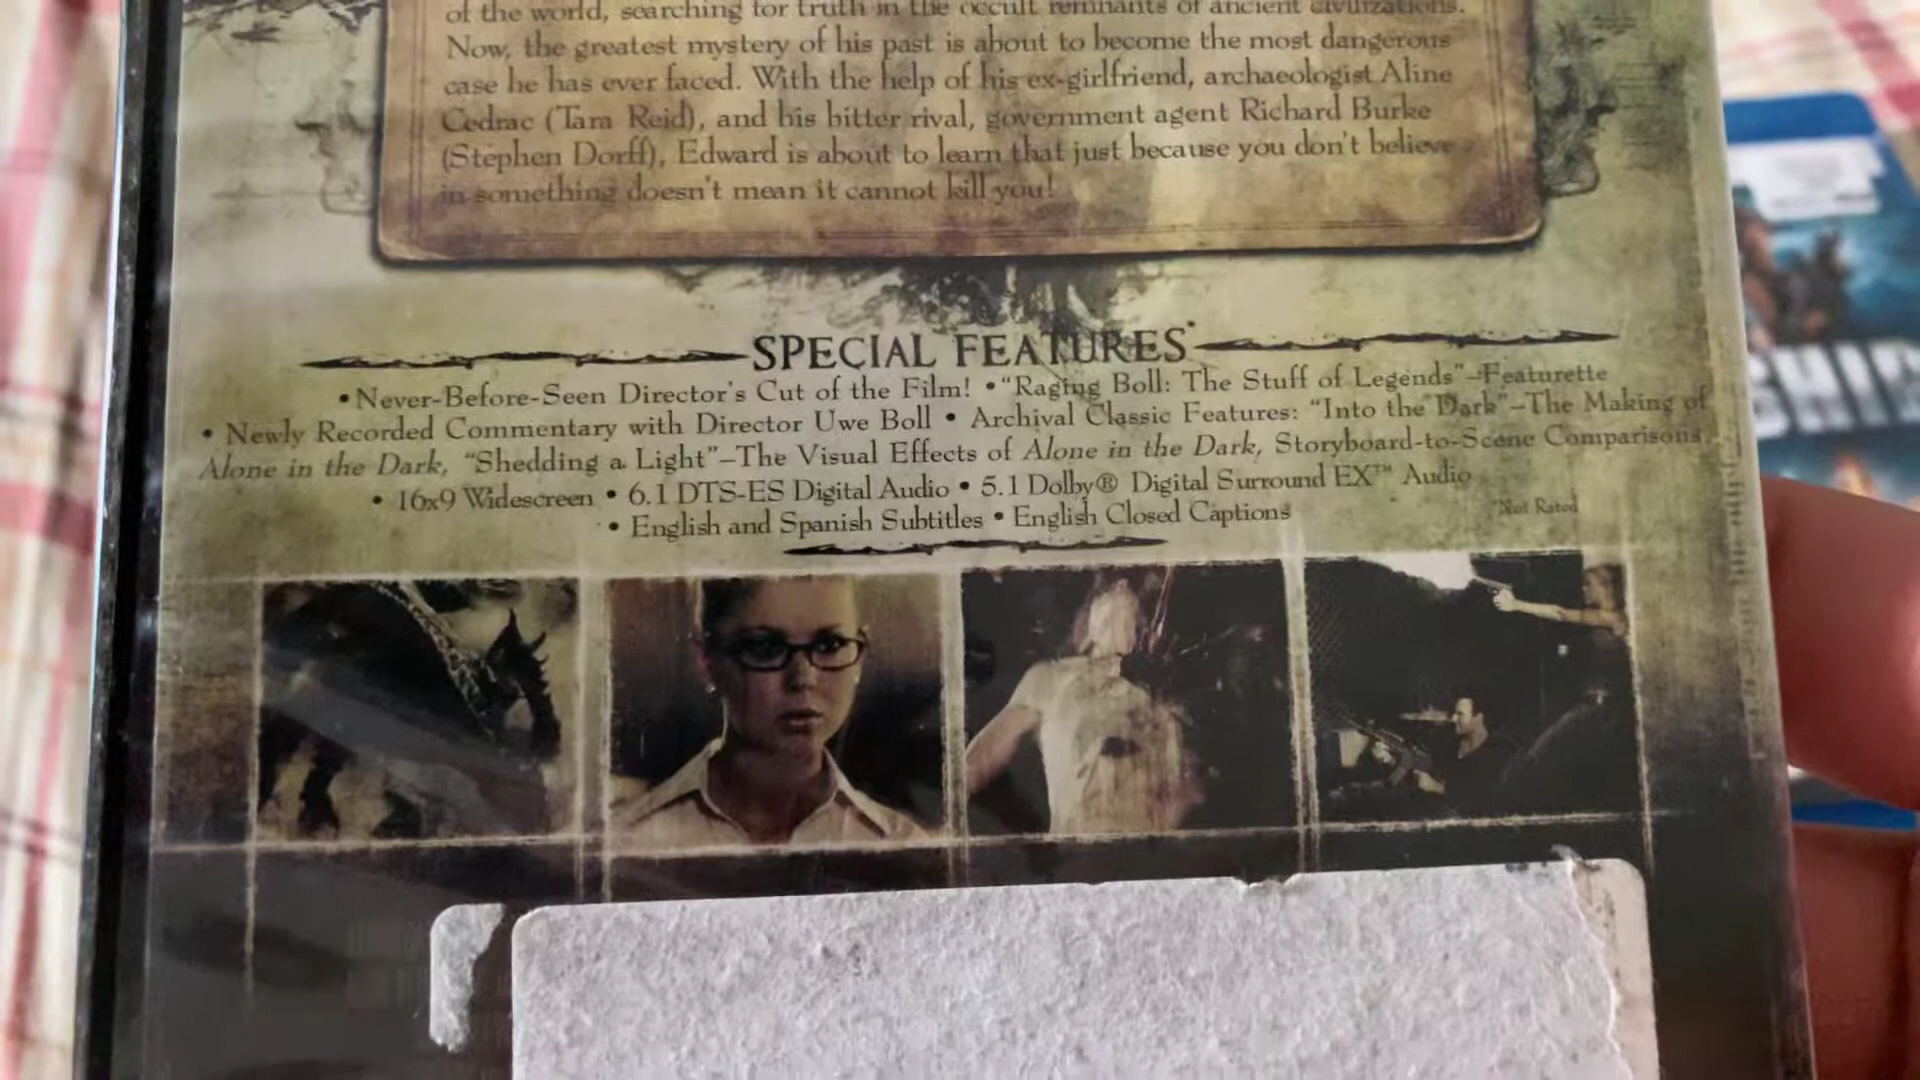 of the world, searching for truth in the occult remnants of ancient civilizations.
Now, the greatest mystery of his past is about to become the most dangerous
case he has ever faced. With the help of his ex-girlfriend, archaeologist Aline
Cedrac (Tara Reid), and his bitter rival, government agent Richard Burke
(Stephen Dorff), Edward is about to learn that just because you don't believe
in something doesn't mean it cannot kill you!
SPECIAL FEATURES*
• Never-Before-Seen Director's Cut of the Film! • "Raging Boll: The Stuff of Legends"–Featurette
• Newly Recorded Commentary with Director Uwe Boll • Archival Classic Features: "Into the Dark"–The Making of
Alone in the Dark, "Shedding a Light"–The Visual Effects of Alone in the Dark, Storyboard-to-Scene Comparisons
• 16x9 Widescreen • 6.1 DTS-ES Digital Audio • 5.1 Dolby® Digital Surround EX™ Audio
• English and Spanish Subtitles • English Closed Captions
*Not Rated